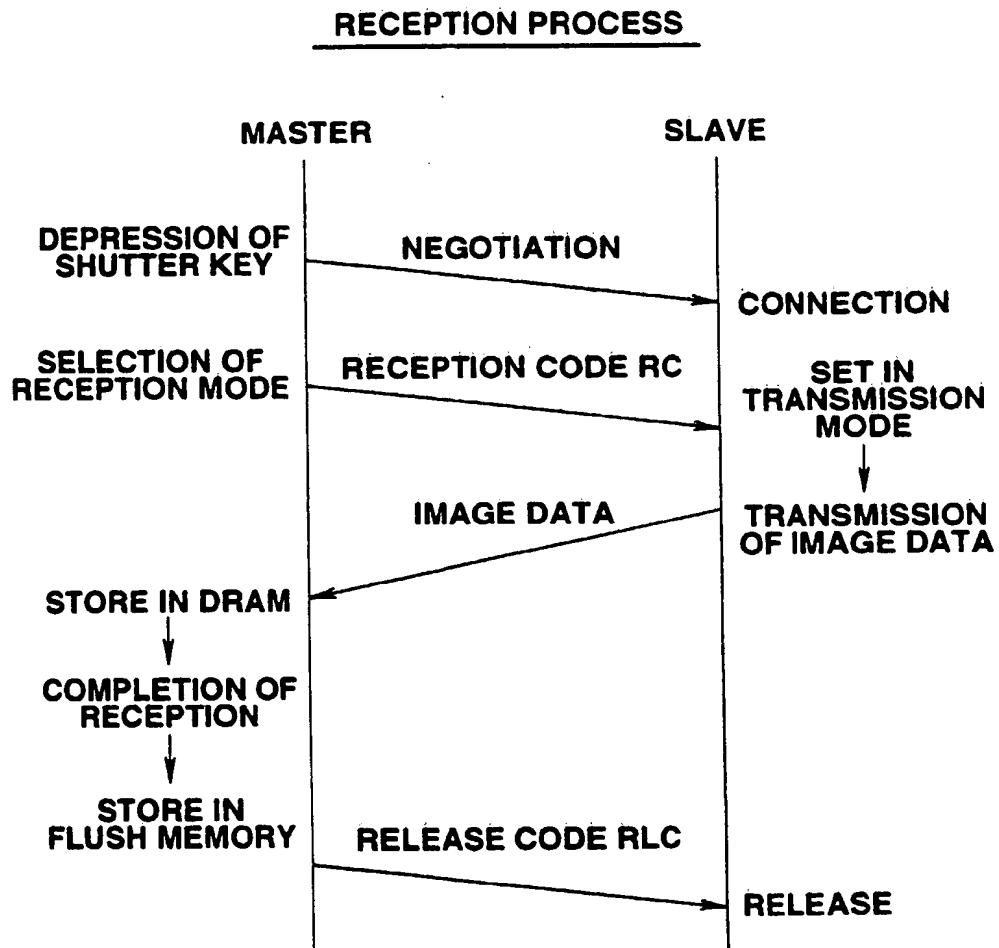 RECEPTION PROCESS
MASTER
SLAVE
DEPRESSION OF
SHUTTER KEY
NEGOTIATION
CONNECTION
SELECTION OF
RECEPTION MODE
RECEPTION CODE RC
SET IN
TRANSMISSION
MODE
IMAGE DATA
TRANSMISSION
OF IMAGE DATA
STORE IN DRAM
COMPLETION OF
RECEPTION
STORE IN
FLUSH MEMORY
RELEASE CODE RLC
RELEASE